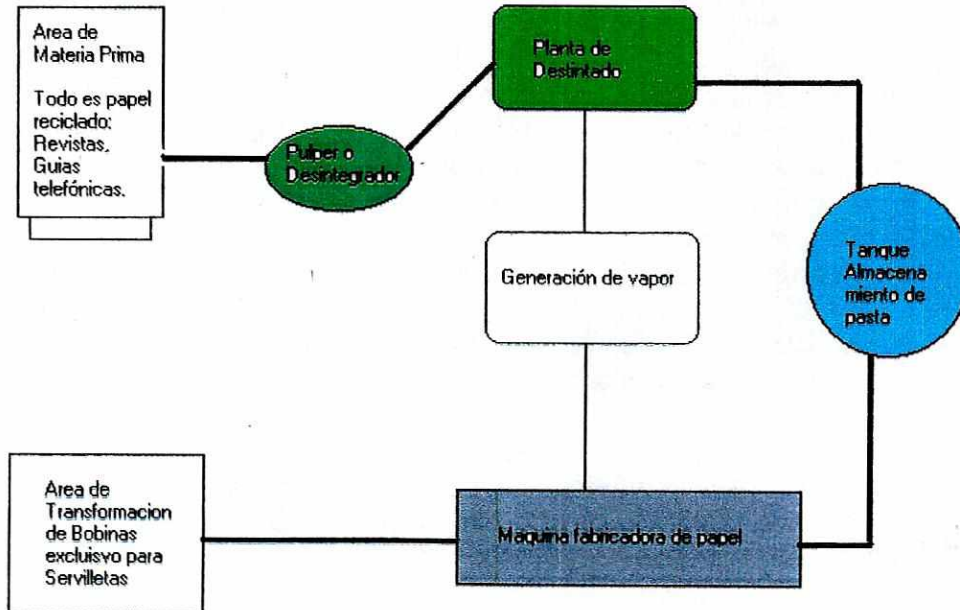 Area de
Materia Prima
Todo es papel
reciclado:
Revistas,
Guias
telefónicas.
Pulper o
Desintegrador
Planta de
Destintado
Generación de vapor
Tanque
Almacena
miento de
pasta
Area de
Transformacion
de Bobinas
excluisvo para
Servilletas
Maquina fabricadora de papel